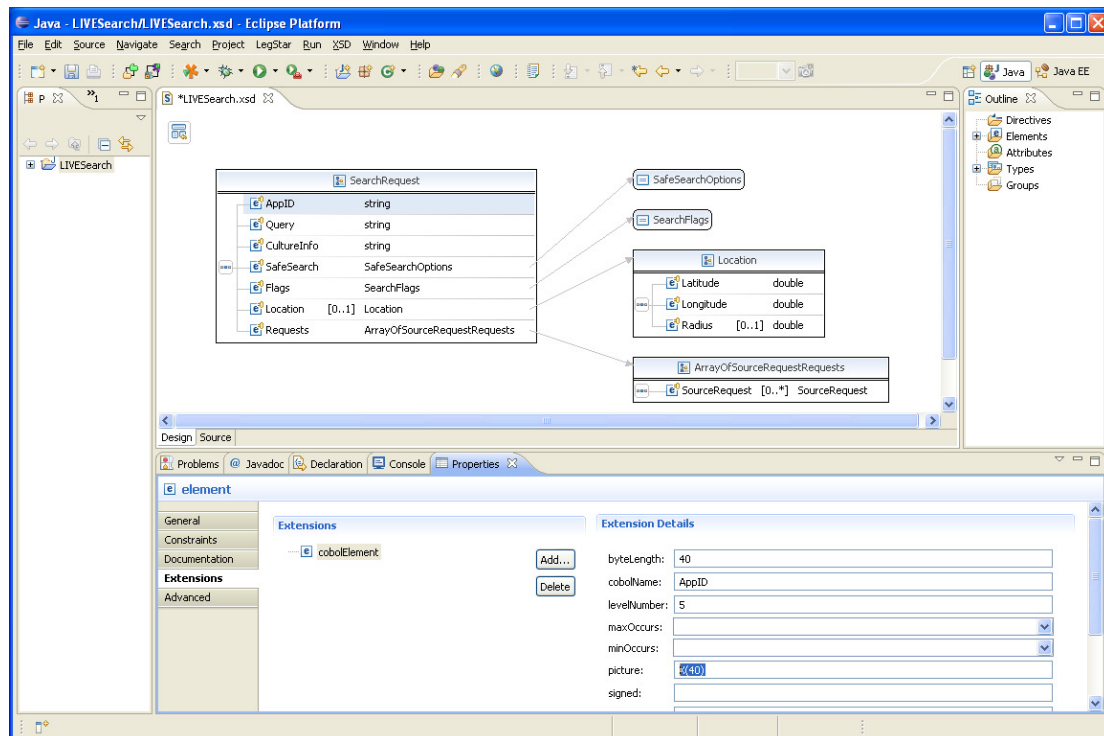 Java - LIVESearch/LIVESearch.xsd - Eclipse Platform
File Edit Source Navigate Search Project LegStar Run XSD Window Help
Java Java EE
P »1
*LIVESearch.xsd
Outline
LIVESearch
Directives
Elements
Attributes
Types
Groups
SearchRequest
AppID string
Query string
CultureInfo string
SafeSearch SafeSearchOptions
Flags SearchFlags
Location [0..1] Location
Requests ArrayOfSourceRequestRequests
SafeSearchOptions
SearchFlags
Location
Latitude double
Longitude double
Radius [0..1] double
ArrayOfSourceRequestRequests
SourceRequest [0..*] SourceRequest
Design Source
Problems @ Javadoc Declaration Console Properties
element
General
Constraints
Documentation
Extensions
Advanced
Extensions
cobolElement
Add...
Delete
Extension Details
byteLength: 40
cobolName: AppID
levelNumber: 5
maxOccurs:
minOccurs:
picture: X(40)
signed: